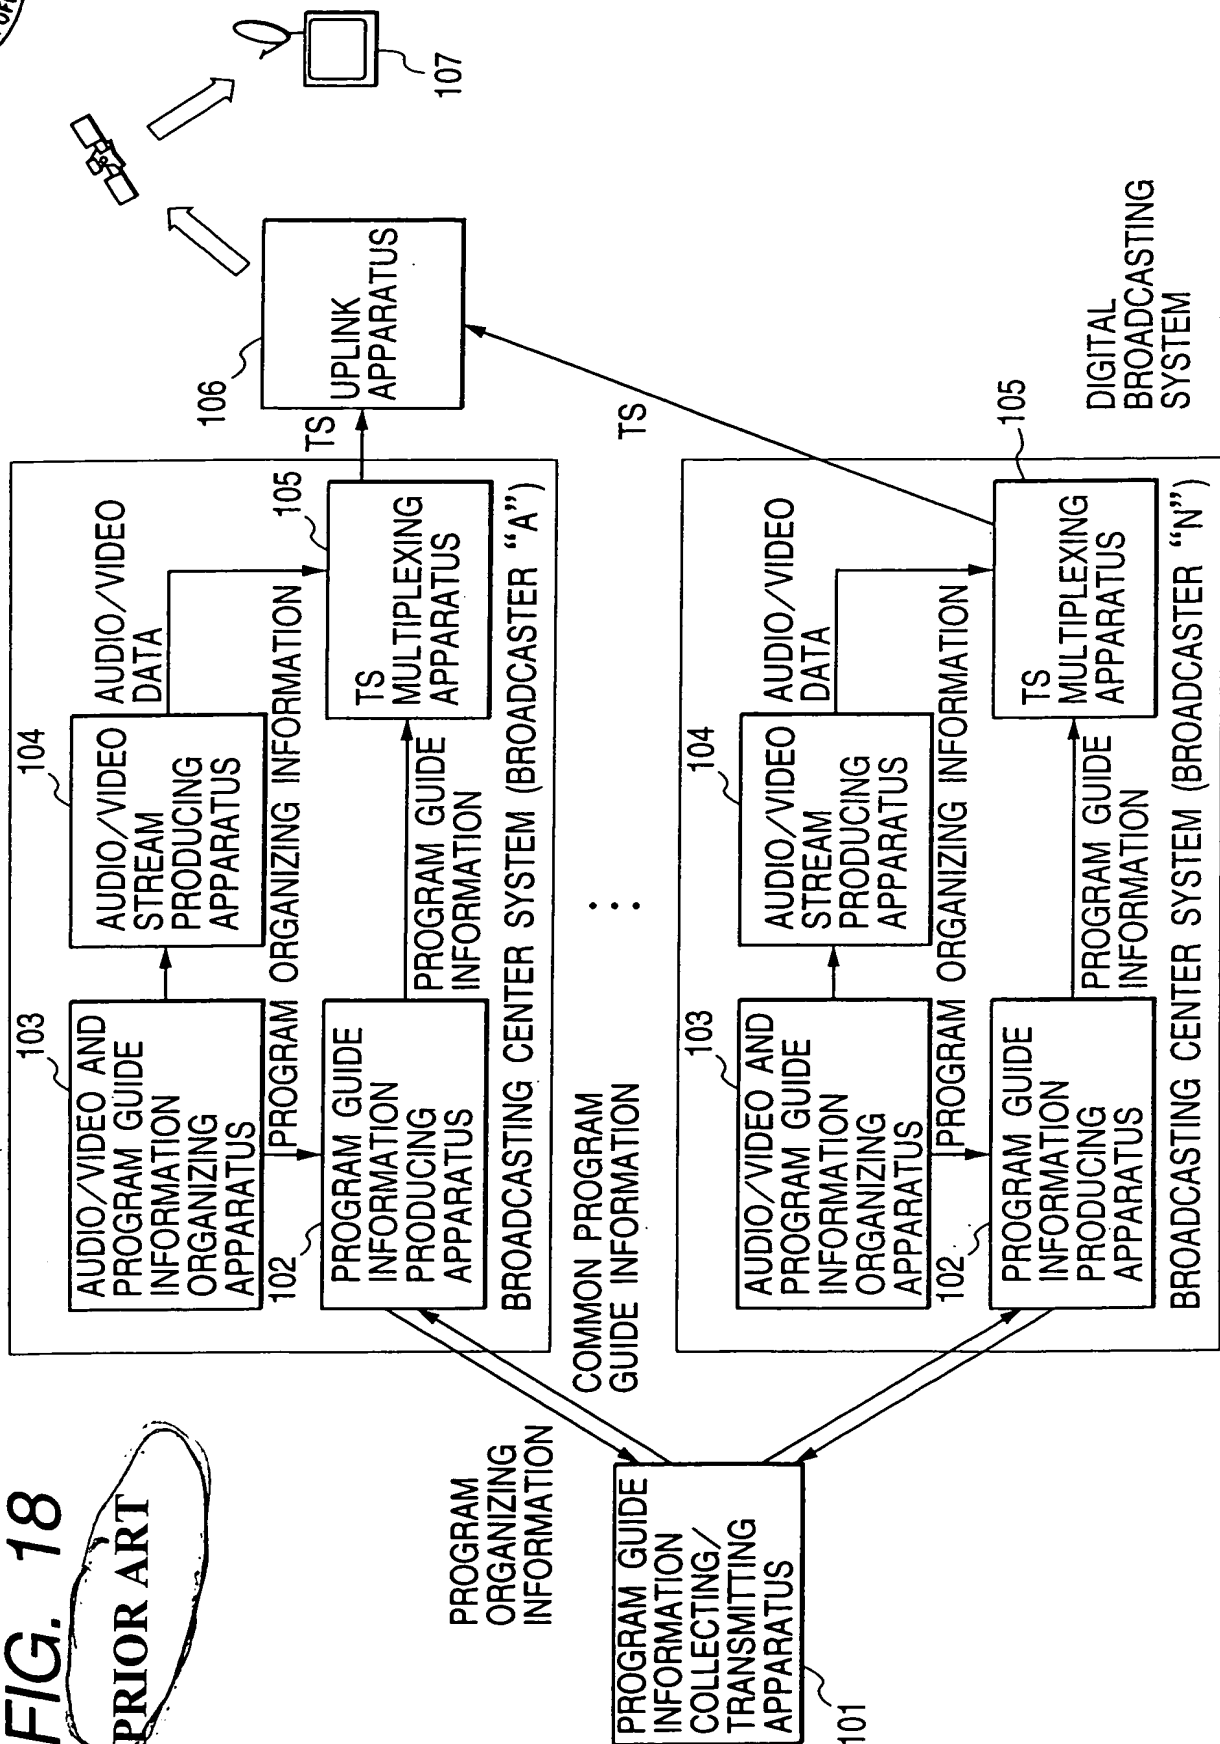 FIG. 18
PRIOR ART
PROGRAM GUIDE
INFORMATION
COLLECTING/
TRANSMITTING
APPARATUS
101
PROGRAM
ORGANIZING
INFORMATION
COMMON PROGRAM
GUIDE INFORMATION
103
AUDIO/VIDEO AND
PROGRAM GUIDE
INFORMATION
ORGANIZING
APPARATUS
104
AUDIO/VIDEO
STREAM
PRODUCING
APPARATUS
AUDIO/VIDEO
DATA
PROGRAM ORGANIZING INFORMATION
102
PROGRAM GUIDE
INFORMATION
PRODUCING
APPARATUS
PROGRAM GUIDE
INFORMATION
105
TS
MULTIPLEXING
APPARATUS
BROADCASTING CENTER SYSTEM (BROADCASTER “A”)
TS
106
UPLINK
APPARATUS
107
103
AUDIO/VIDEO AND
PROGRAM GUIDE
INFORMATION
ORGANIZING
APPARATUS
104
AUDIO/VIDEO
STREAM
PRODUCING
APPARATUS
AUDIO/VIDEO
DATA
PROGRAM ORGANIZING INFORMATION
102
PROGRAM GUIDE
INFORMATION
PRODUCING
APPARATUS
PROGRAM GUIDE
INFORMATION
105
TS
MULTIPLEXING
APPARATUS
BROADCASTING CENTER SYSTEM (BROADCASTER “N”)
TS
DIGITAL
BROADCASTING
SYSTEM